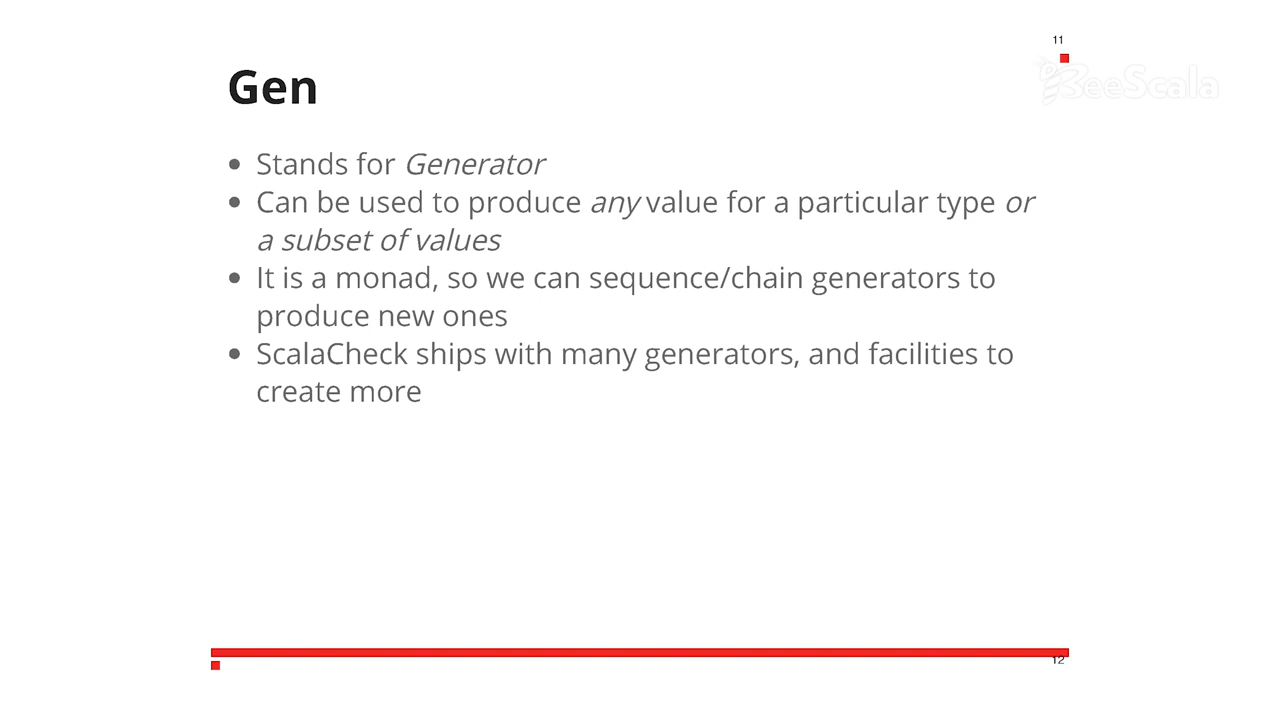 11
BeeScala
Gen
• Stands for Generator
• Can be used to produce any value for a particular type or
a subset of values
• It is a monad, so we can sequence/chain generators to
produce new ones
• ScalaCheck ships with many generators, and facilities to
create more
12